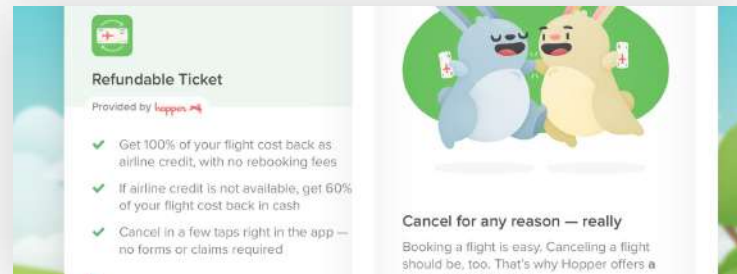 Refundable Ticket
Provided by hopper
Get 100% of your flight cost back as
airline credit, with no rebooking fees
If airline credit is not available, get 60%
of your flight cost back in cash
Cancel in a few taps right in the app —
no forms or claims required
Cancel for any reason — really
Booking a flight is easy. Canceling a flight
should be, too. That's why Hopper offers a